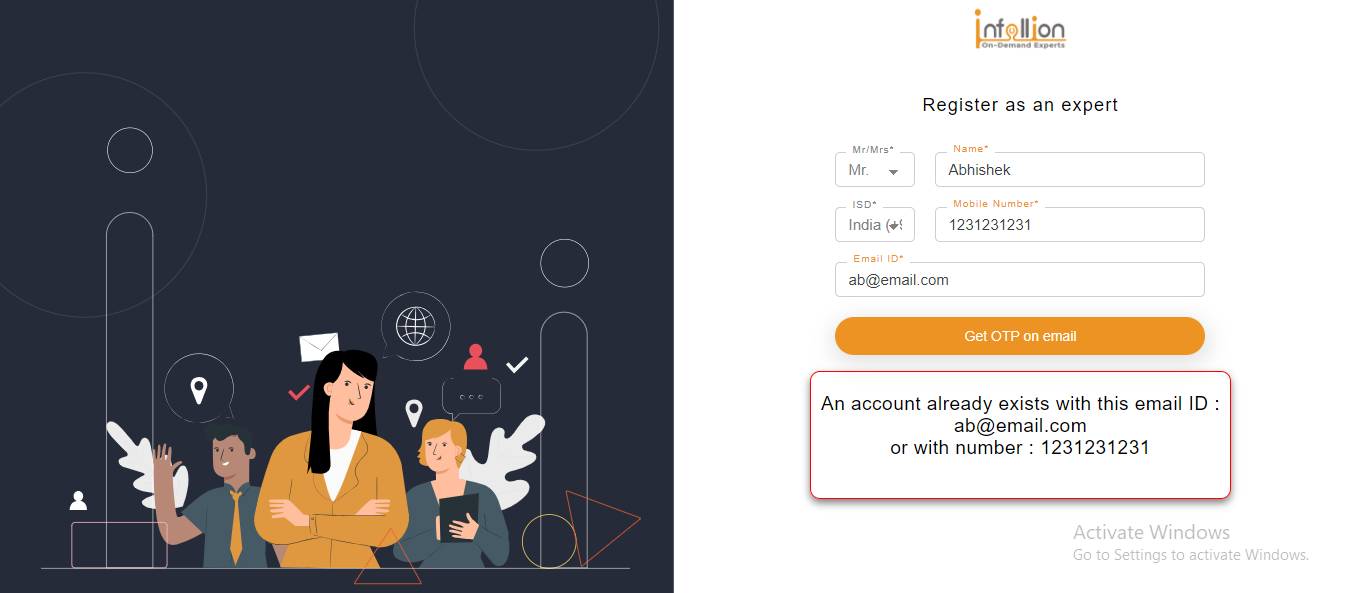 infollion
On-Demand Experts
Register as an expert
Mr/Mrs*
Mr.
Name*
Abhishek
ISD*
India (+9
Mobile Number*
1231231231
Email ID*
ab@email.com
Get OTP on email
An account already exists with this email ID :
ab@email.com
or with number : 1231231231
Activate Windows
Go to Settings to activate Windows.